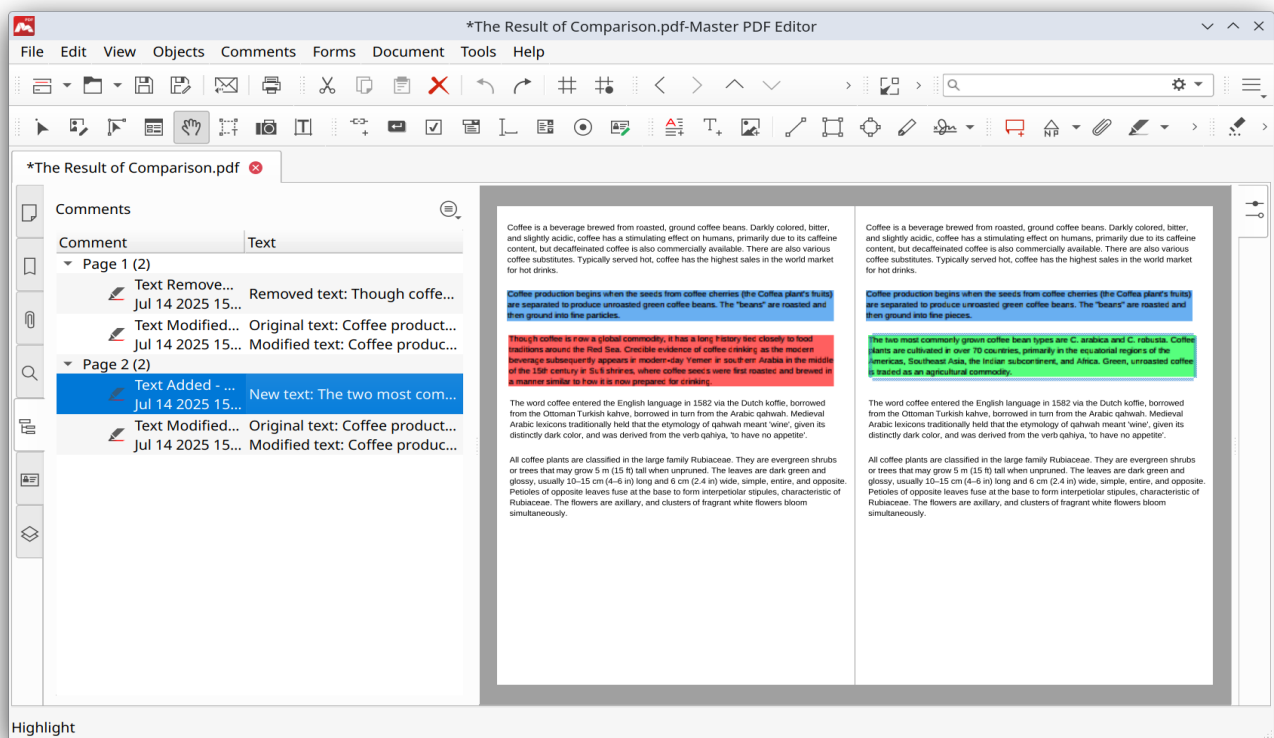 *The Result of Comparison.pdf-Master PDF Editor
File Edit View Objects Comments Forms Document Tools Help
*The Result of Comparison.pdf
Comments
Comment Text
Page 1 (2)
Text Remove...
Jul 14 2025 15...
Removed text: Though coffe...
Text Modified...
Jul 14 2025 15...
Original text: Coffee product...
Modified text: Coffee produc...
Page 2 (2)
Text Added - ...
Jul 14 2025 15...
New text: The two most com...
Text Modified...
Jul 14 2025 15...
Original text: Coffee product...
Modified text: Coffee produc...
Coffee is a beverage brewed from roasted, ground coffee beans. Darkly colored, bitter,
and slightly acidic, coffee has a stimulating effect on humans, primarily due to its caffeine
content, but decaffeinated coffee is also commercially available. There are also various
coffee substitutes. Typically served hot, coffee has the highest sales in the world market
for hot drinks.
Coffee production begins when the seeds from coffee cherries (the Coffea plant's fruits)
are separated to produce unroasted green coffee beans. The "beans" are roasted and
then ground into fine particles.
Though coffee is now a global commodity, it has a long history tied closely to food
traditions around the Red Sea. Credible evidence of coffee drinking as the modern
beverage subsequently appears in modern-day Yemen in southern Arabia in the middle
of the 15th century in Sufi shrines, where coffee seeds were first roasted and brewed in
a manner similar to how it is now prepared for drinking.
The word coffee entered the English language in 1582 via the Dutch koffie, borrowed
from the Ottoman Turkish kahve, borrowed in turn from the Arabic qahwah. Medieval
Arabic lexicons traditionally held that the etymology of qahwah meant 'wine', given its
distinctly dark color, and was derived from the verb qahiya, 'to have no appetite'.
All coffee plants are classified in the large family Rubiaceae. They are evergreen shrubs
or trees that may grow 5 m (15 ft) tall when unpruned. The leaves are dark green and
glossy, usually 10–15 cm (4–6 in) long and 6 cm (2.4 in) wide, simple, entire, and opposite.
Petioles of opposite leaves fuse at the base to form interpetiolar stipules, characteristic of
Rubiaceae. The flowers are axillary, and clusters of fragrant white flowers bloom
simultaneously.
Coffee is a beverage brewed from roasted, ground coffee beans. Darkly colored, bitter,
and slightly acidic, coffee has a stimulating effect on humans, primarily due to its caffeine
content, but decaffeinated coffee is also commercially available. There are also various
coffee substitutes. Typically served hot, coffee has the highest sales in the world market
for hot drinks.
Coffee production begins when the seeds from coffee cherries (the Coffea plant's fruits)
are separated to produce unroasted green coffee beans. The "beans" are roasted and
then ground into fine pieces.
The two most commonly grown coffee bean types are C. arabica and C. robusta. Coffee
plants are cultivated in over 70 countries, primarily in the equatorial regions of the
Americas, Southeast Asia, the Indian subcontinent, and Africa. Green, unroasted coffee
is traded as an agricultural commodity.
The word coffee entered the English language in 1582 via the Dutch koffie, borrowed
from the Ottoman Turkish kahve, borrowed in turn from the Arabic qahwah. Medieval
Arabic lexicons traditionally held that the etymology of qahwah meant 'wine', given its
distinctly dark color, and was derived from the verb qahiya, 'to have no appetite'.
All coffee plants are classified in the large family Rubiaceae. They are evergreen shrubs
or trees that may grow 5 m (15 ft) tall when unpruned. The leaves are dark green and
glossy, usually 10–15 cm (4–6 in) long and 6 cm (2.4 in) wide, simple, entire, and opposite.
Petioles of opposite leaves fuse at the base to form interpetiolar stipules, characteristic of
Rubiaceae. The flowers are axillary, and clusters of fragrant white flowers bloom
simultaneously.
Highlight